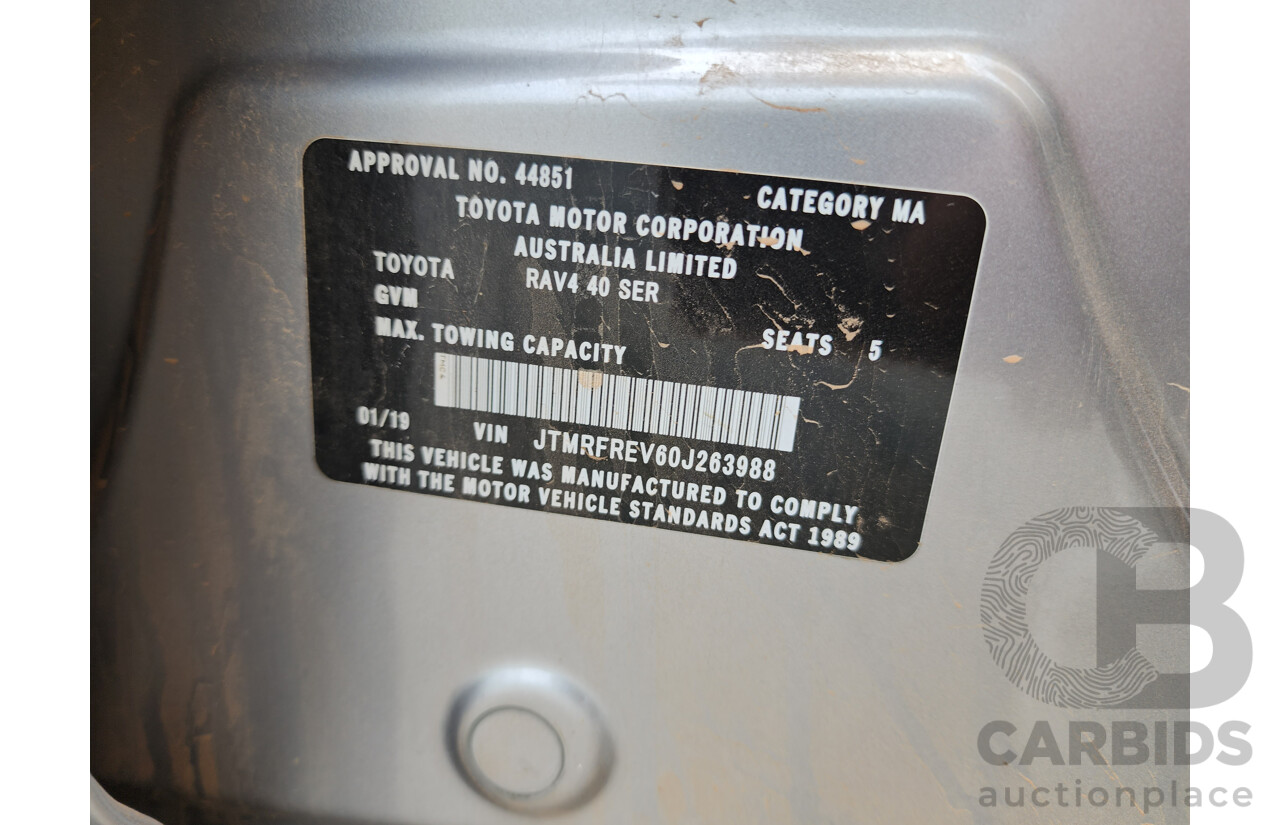 APPROVAL NO. 44851
CATEGORY MA
TOYOTA MOTOR CORPORATION
AUSTRALIA LIMITED
TOYOTA RAV4 40 SER
GVM
MAX. TOWING CAPACITY SEATS 5
01/19 VIN JTMRFREV60J263988
THIS VEHICLE WAS MANUFACTURED TO COMPLY
WITH THE MOTOR VEHICLE STANDARDS ACT 1989
CB
CARBIDS
auctionplace